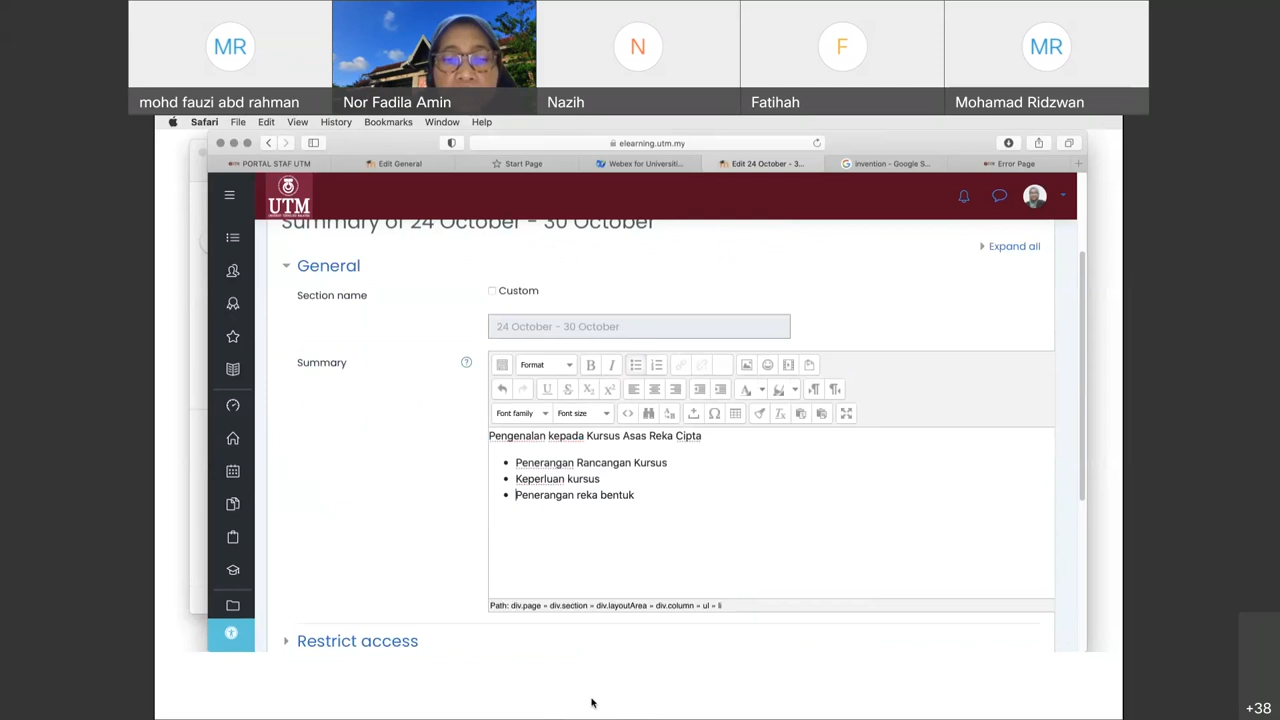 MR
N
F
MR
mohd fauzi abd rahman
Nor Fadila Amin
Nazih
Fatihah
Mohamad Ridzwan
Safari File Edit View History Bookmarks Window Help
elearning.utm.my
PORTAL STAF UTM
Edit General
Start Page
Webex for Universiti...
Edit 24 October - 3...
invention - Google S...
Error Page
UTM
Summary of 24 October - 30 October
Expand all
General
Section name
Custom
24 October - 30 October
Summary
Format
Font family
Font size
Pengenalan kepada Kursus Asas Reka Cipta
• Penerangan Rancangan Kursus
• Keperluan kursus
• Penerangan reka bentuk
Path: div.page » div.section » div.layoutArea » div.column » ul » li
Restrict access
+38